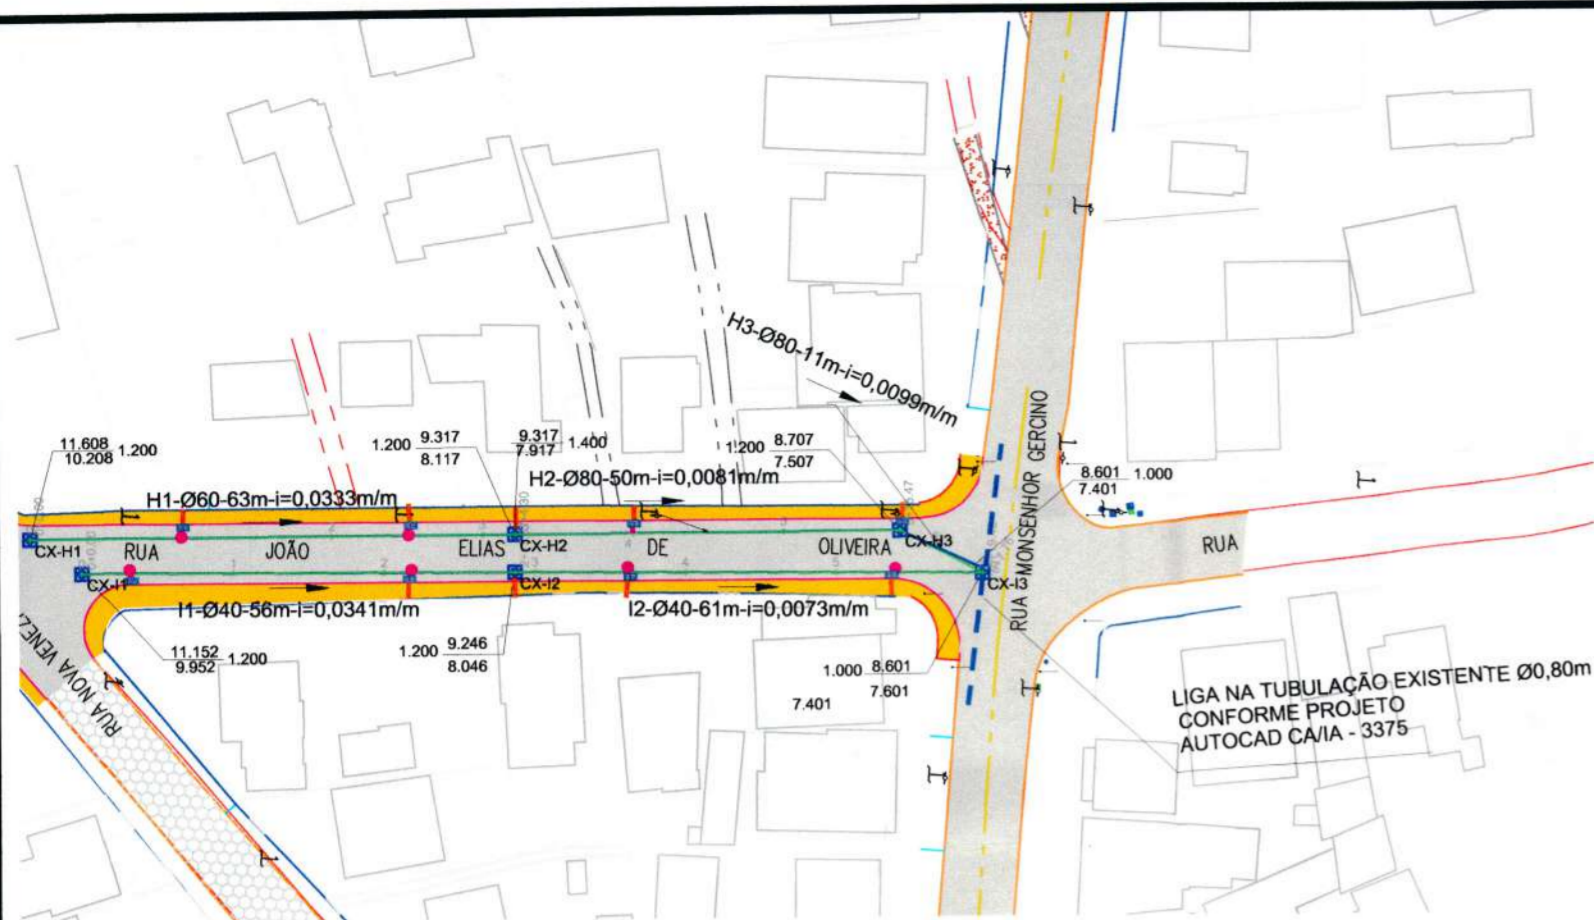 H3-Ø80-11m-i=0,0099m/m
11.608
10.208
1.200
1.200
9.317
8.117
9.317
7.917
1.400
1.200
8.707
7.507
8.601
7.401
1.000
H1-Ø60-63m-i=0,0333m/m
H2-Ø80-50m-i=0,0081m/m
CX-H1
RUA JOÃO ELIAS DE OLIVEIRA
CX-H2
CX-H3
RUA MONSENHOR GERCINO
RUA
CX-I1
CX-I2
CX-I3
I1-Ø40-56m-i=0,0341m/m
I2-Ø40-61m-i=0,0073m/m
RUA NOVA VENEZ
11.152
9.952
1.200
1.200
9.246
8.046
1.000
8.601
7.601
7.401
LIGA NA TUBULAÇÃO EXISTENTE Ø0,80m
CONFORME PROJETO
AUTOCAD CA/IA - 3375